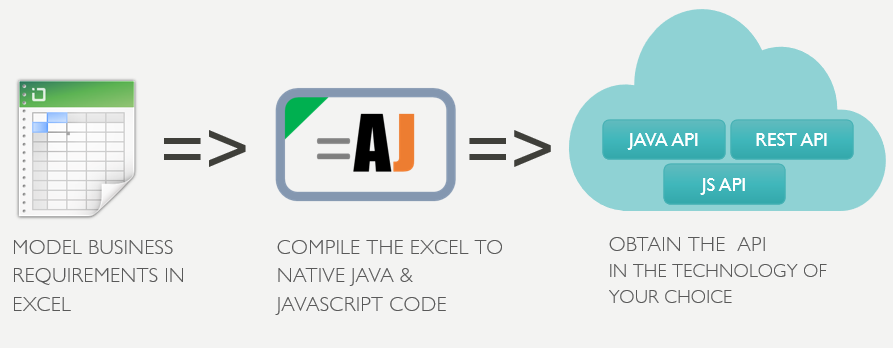 =>
=AJ
=>
JAVA API
REST API
JS API
MODEL BUSINESS
REQUIREMENTS IN
EXCEL
COMPILE THE EXCEL TO
NATIVE JAVA &
JAVASCRIPT CODE
OBTAIN THE API
IN THE TECHNOLOGY OF
YOUR CHOICE